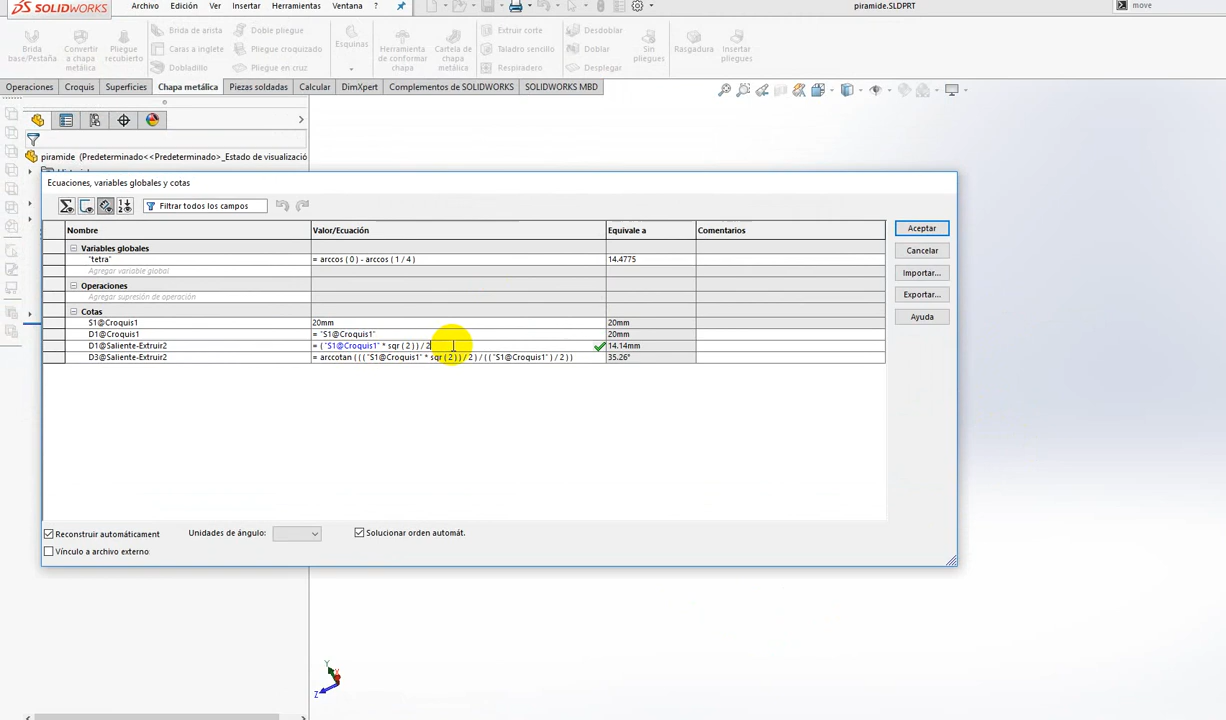 SOLIDWORKS Archivo Edición Ver Insertar Herramientas Ventana ? piramide.SLDPRT move
Brida base/Pestaña
Convertir a chapa metálica
Pliegue recubierto
Brida de arista
Caras a inglete
Dobladillo
Doble pliegue
Pliegue croquizado
Pliegue en cruz
Esquinas
Herramienta de conformar chapa
Cartela de chapa metálica
Extruir corte
Taladro sencillo
Respiradero
Desdoblar
Doblar
Desplegar
Sin pliegues
Rasgadura
Insertar pliegues
Operaciones Croquis Superficies Chapa metálica Piezas soldadas Calcular DimXpert Complementos de SOLIDWORKS SOLIDWORKS MBD
piramide (Predeterminado<<Predeterminado>_Estado de visualizació
Ecuaciones, variables globales y cotas
Filtrar todos los campos
Nombre Valor/Ecuación Equivale a Comentarios
Variables globales
"tetra" = arccos ( 0 ) - arccos ( 1 / 4 ) 14.4775
Agregar variable global
Operaciones
Agregar supresión de operación
Cotas
S1@Croquis1 20mm 20mm
D1@Croquis1 = "S1@Croquis1" 20mm
D1@Saliente-Extruir2 = ( "S1@Croquis1" * sqr ( 2 ) ) / 2 14.14mm
D3@Saliente-Extruir2 = arccotan ( ( ( "S1@Croquis1" * sqr ( 2 ) ) / 2 ) / ( ( "S1@Croquis1" ) / 2 ) ) 35.26°
Aceptar
Cancelar
Importar...
Exportar...
Ayuda
Reconstruir automáticament Unidades de ángulo: Solucionar orden automát.
Vínculo a archivo externo:
Y
X
Z